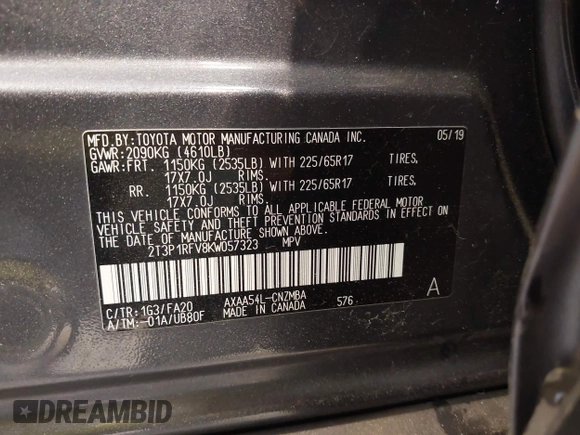 MFD.BY:TOYOTA MOTOR MANUFACTURING CANADA INC. 05/19
GVWR:2090KG (4610LB)
GAWR:FRT. 1150KG (2535LB) WITH 225/65R17 TIRES,
17X7.0J RIMS.
RR. 1150KG (2535LB) WITH 225/65R17 TIRES,
17X7.0J RIMS.
THIS VEHICLE CONFORMS TO ALL APPLICABLE FEDERAL MOTOR
VEHICLE SAFETY AND THEFT PREVENTION STANDARDS IN EFFECT
ON THE DATE OF MANUFACTURE SHOWN ABOVE.
2T3P1RFV8KW057323 MPV
C/TR:1G3/FA20 AXAA54L-CNZMBA 576 A
A/TM:-01A/UB80F MADE IN CANADA
DREAMBID